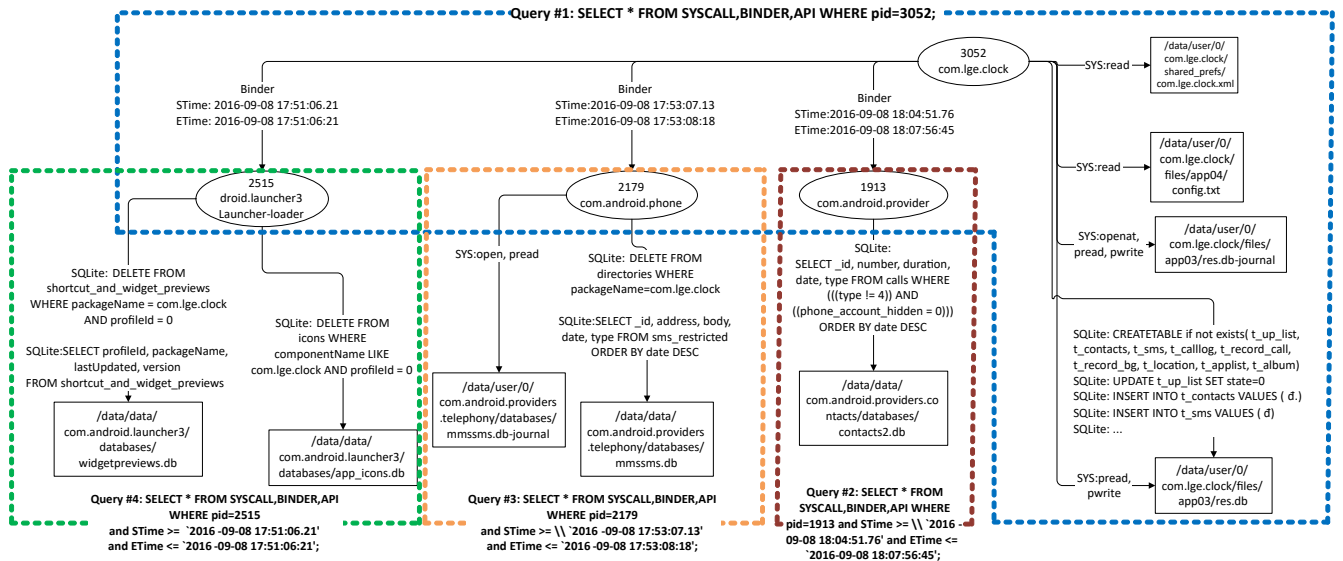 Query #1: SELECT * FROM SYSCALL,BINDER,API WHERE pid=3052;
3052
com.lge.clock
SYS:read
/data/user/0/
com.lge.clock/
shared_prefs/
com.lge.clock.xml
Binder
STime: 2016-09-08 17:51:06.21
ETime: 2016-09-08 17:51:06:21
Binder
STime:2016-09-08 17:53:07.13
ETime:2016-09-08 17:53:08:18
Binder
STime:2016-09-08 18:04:51.76
ETime:2016-09-08 18:07:56:45
SYS:read
/data/user/0/
com.lge.clock/
files/app04/
config.txt
2515
droid.launcher3
Launcher-loader
2179
com.android.phone
1913
com.android.provider
SYS:openat,
pread, pwrite
/data/user/0/
com.lge.clock/files/
app03/res.db-journal
SQLite: DELETE FROM
shortcut_and_widget_previews
WHERE packageName = com.lge.clock
AND profileId = 0
SQLite:SELECT profileId, packageName,
lastUpdated, version
FROM shortcut_and_widget_previews
SQLite: DELETE FROM
icons WHERE
componentName LIKE
com.lge.clock AND profileId = 0
SYS:open, pread
SQLite: DELETE FROM
directories WHERE
packageName=com.lge.clock
SQLite:SELECT _id, address, body,
date, type FROM sms_restricted
ORDER BY date DESC
SQLite:
SELECT _id, number, duration,
date, type FROM calls WHERE
(((type != 4)) AND
((phone_account_hidden = 0)))
ORDER BY date DESC
SQLite: CREATETABLE if not exists( t_up_list,
t_contacts, t_sms, t_calllog, t_record_call,
t_record_bg, t_location, t_applist, t_album)
SQLite: UPDATE t_up_list SET state=0
SQLite: INSERT INTO t_contacts VALUES ( đ.)
SQLite: INSERT INTO t_sms VALUES ( đ)
SQLite: ...
/data/data/
com.android.launcher3/
databases/
widgetpreviews.db
/data/data/
com.android.launcher3/
databases/app_icons.db
/data/user/0/
com.android.providers
.telephony/databases/
mmssms.db-journal
/data/user/0/
com.android.providers
.telephony/databases/
mmssms.db
/data/user/0/
com.android.providers.co
ntacts/databases/
contacts2.db
SYS:pread,
pwrite
/data/user/0/
com.lge.clock/files/
app03/res.db
Query #4: SELECT * FROM SYSCALL,BINDER,API
WHERE pid=2515
and STime >= `2016 -09-08 17:51:06.21'
and ETime <= `2016 -09-08 17:51:06:21';
Query #3: SELECT * FROM SYSCALL,BINDER,API
WHERE pid=2179
and STime >= \\ `2016 -09-08 17:53:07.13'
and ETime <= `2016 -09-08 17:53:08:18';
Query #2: SELECT * FROM
SYSCALL,BINDER,API WHERE
pid=1913 and STime >= \\ `2016 -
09-08 18:04:51.76' and ETime <=
`2016-09-08 18:07:56:45';